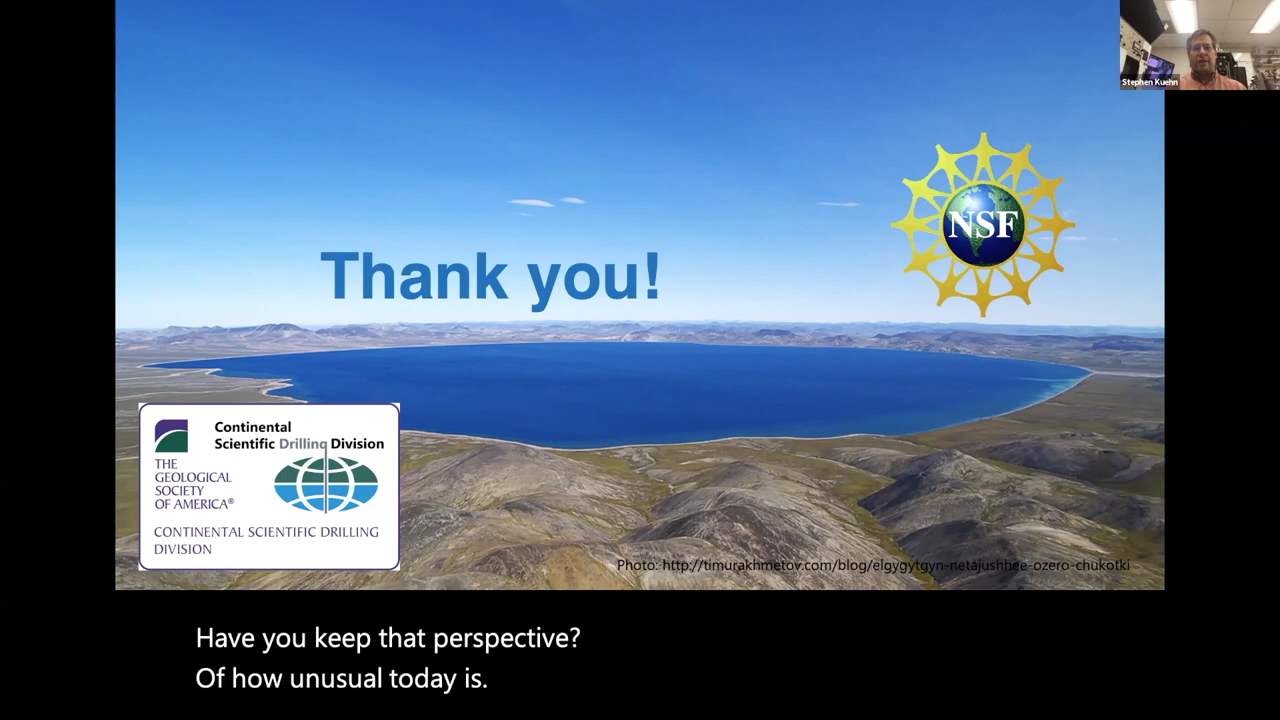 Stephen Kuehn
NSF
Thank you!
Continental
Scientific Drilling Division
THE
GEOLOGICAL
SOCIETY
OF AMERICA®
CONTINENTAL SCIENTIFIC DRILLING
DIVISION
Photo: http://timurakhmetov.com/blog/elgygytgyn-netajushhee-ozero-chukotki
Have you keep that perspective?
Of how unusual today is.